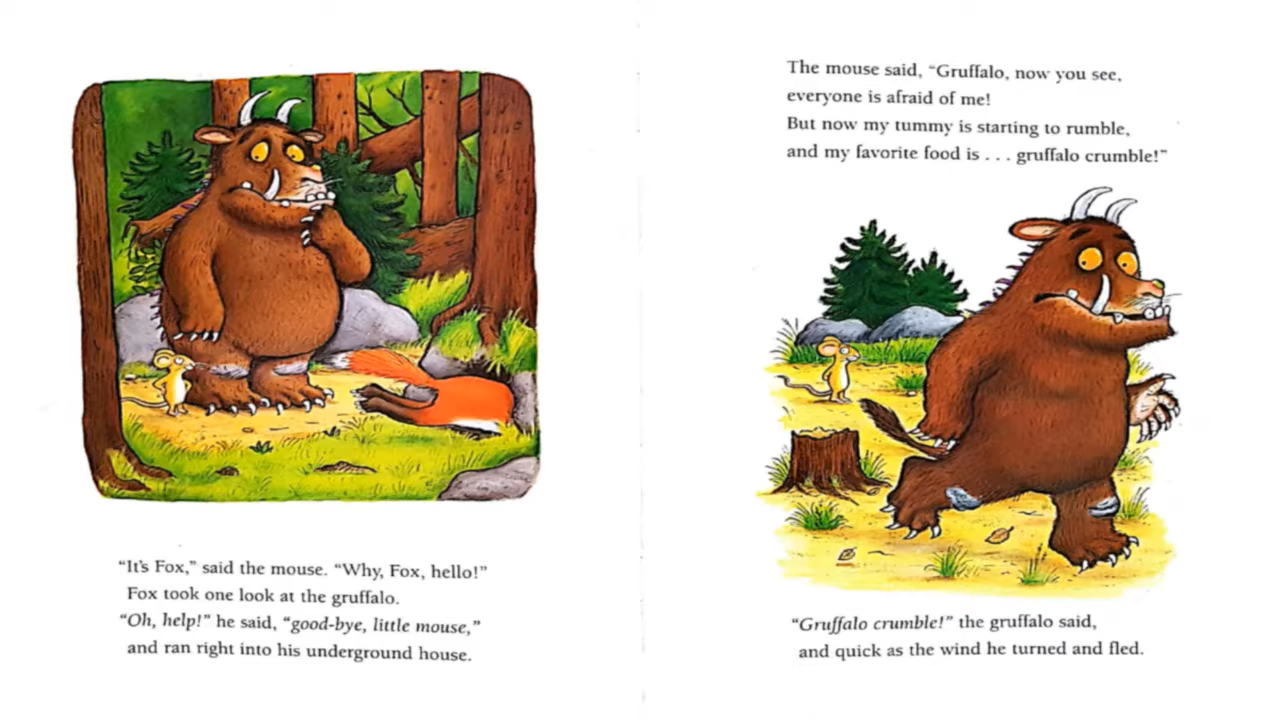 “It’s Fox,” said the mouse. “Why, Fox, hello!”
Fox took one look at the gruffalo.
“Oh, help!” he said, “good-bye, little mouse,”
and ran right into his underground house.
The mouse said, “Gruffalo, now you see,
everyone is afraid of me!
But now my tummy is starting to rumble,
and my favorite food is . . . gruffalo crumble!”
“Gruffalo crumble!” the gruffalo said,
and quick as the wind he turned and fled.